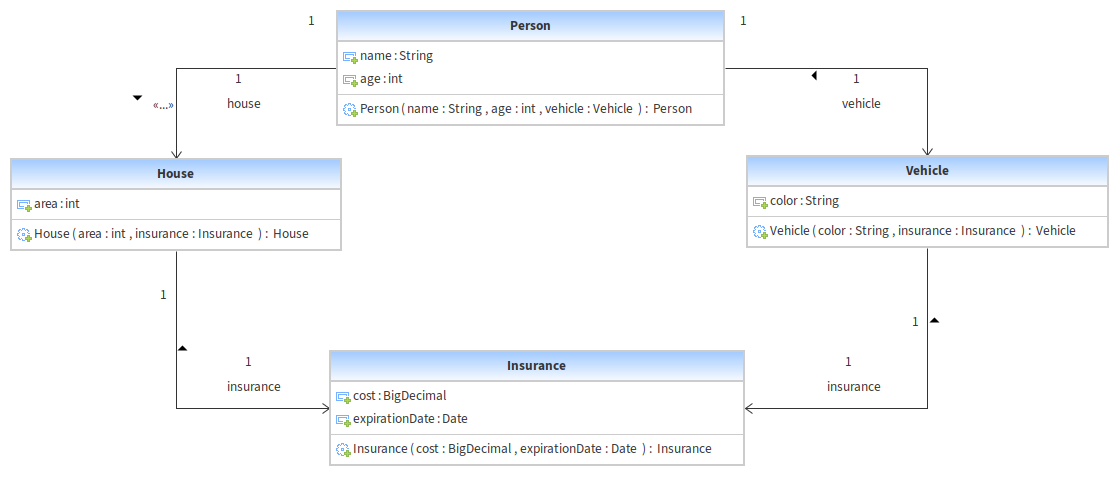 1
Person
1
name : String
age : int
Person ( name : String , age : int , vehicle : Vehicle ) : Person
1
house
«...»
1
vehicle
House
area : int
House ( area : int , insurance : Insurance ) : House
Vehicle
color : String
Vehicle ( color : String , insurance : Insurance ) : Vehicle
1
1
insurance
1
1
insurance
Insurance
cost : BigDecimal
expirationDate : Date
Insurance ( cost : BigDecimal , expirationDate : Date ) : Insurance